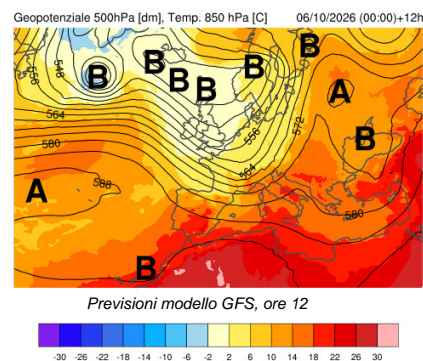 Geopotenziale 500hPa [dm], Temp. 850 hPa [C] 06/10/2026 (00:00)+12h
B B B B B B
556 548 564 580 588 556 564 572 580
A A B B
Previsioni modello GFS, ore 12
-30 -26 -22 -18 -14 -10 -6 -2 2 6 10 14 18 22 26 30